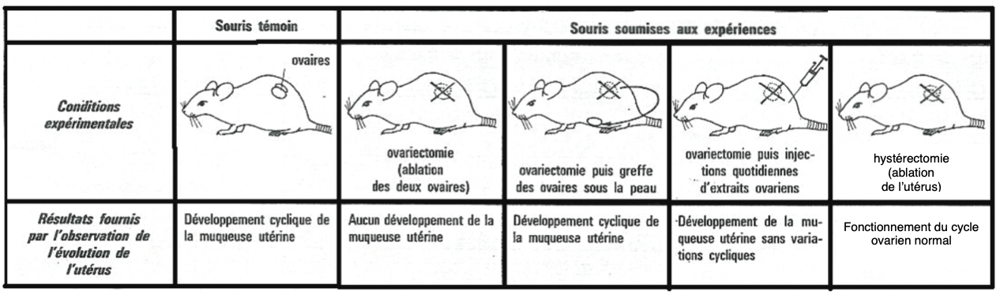 Souris témoin
Souris soumises aux expériences
Conditions
expérimentales
ovaires
ovariectomie
(ablation
des deux ovaires)
ovariectomie puis greffe
des ovaires sous la peau
ovariectomie puis injec-
tions quotidiennes
d'extraits ovariens
hystérectomie
(ablation
de l'utérus)
Résultats fournis
par l'observation de
l'évolution de
l'utérus
Développement cyclique de
la muqueuse utérine
Aucun développement de la
muqueuse utérine
Développement cyclique de
la muqueuse utérine
Développement de la mu-
queuse utérine sans varia-
tions cycliques
Fonctionnement du cycle
ovarien normal